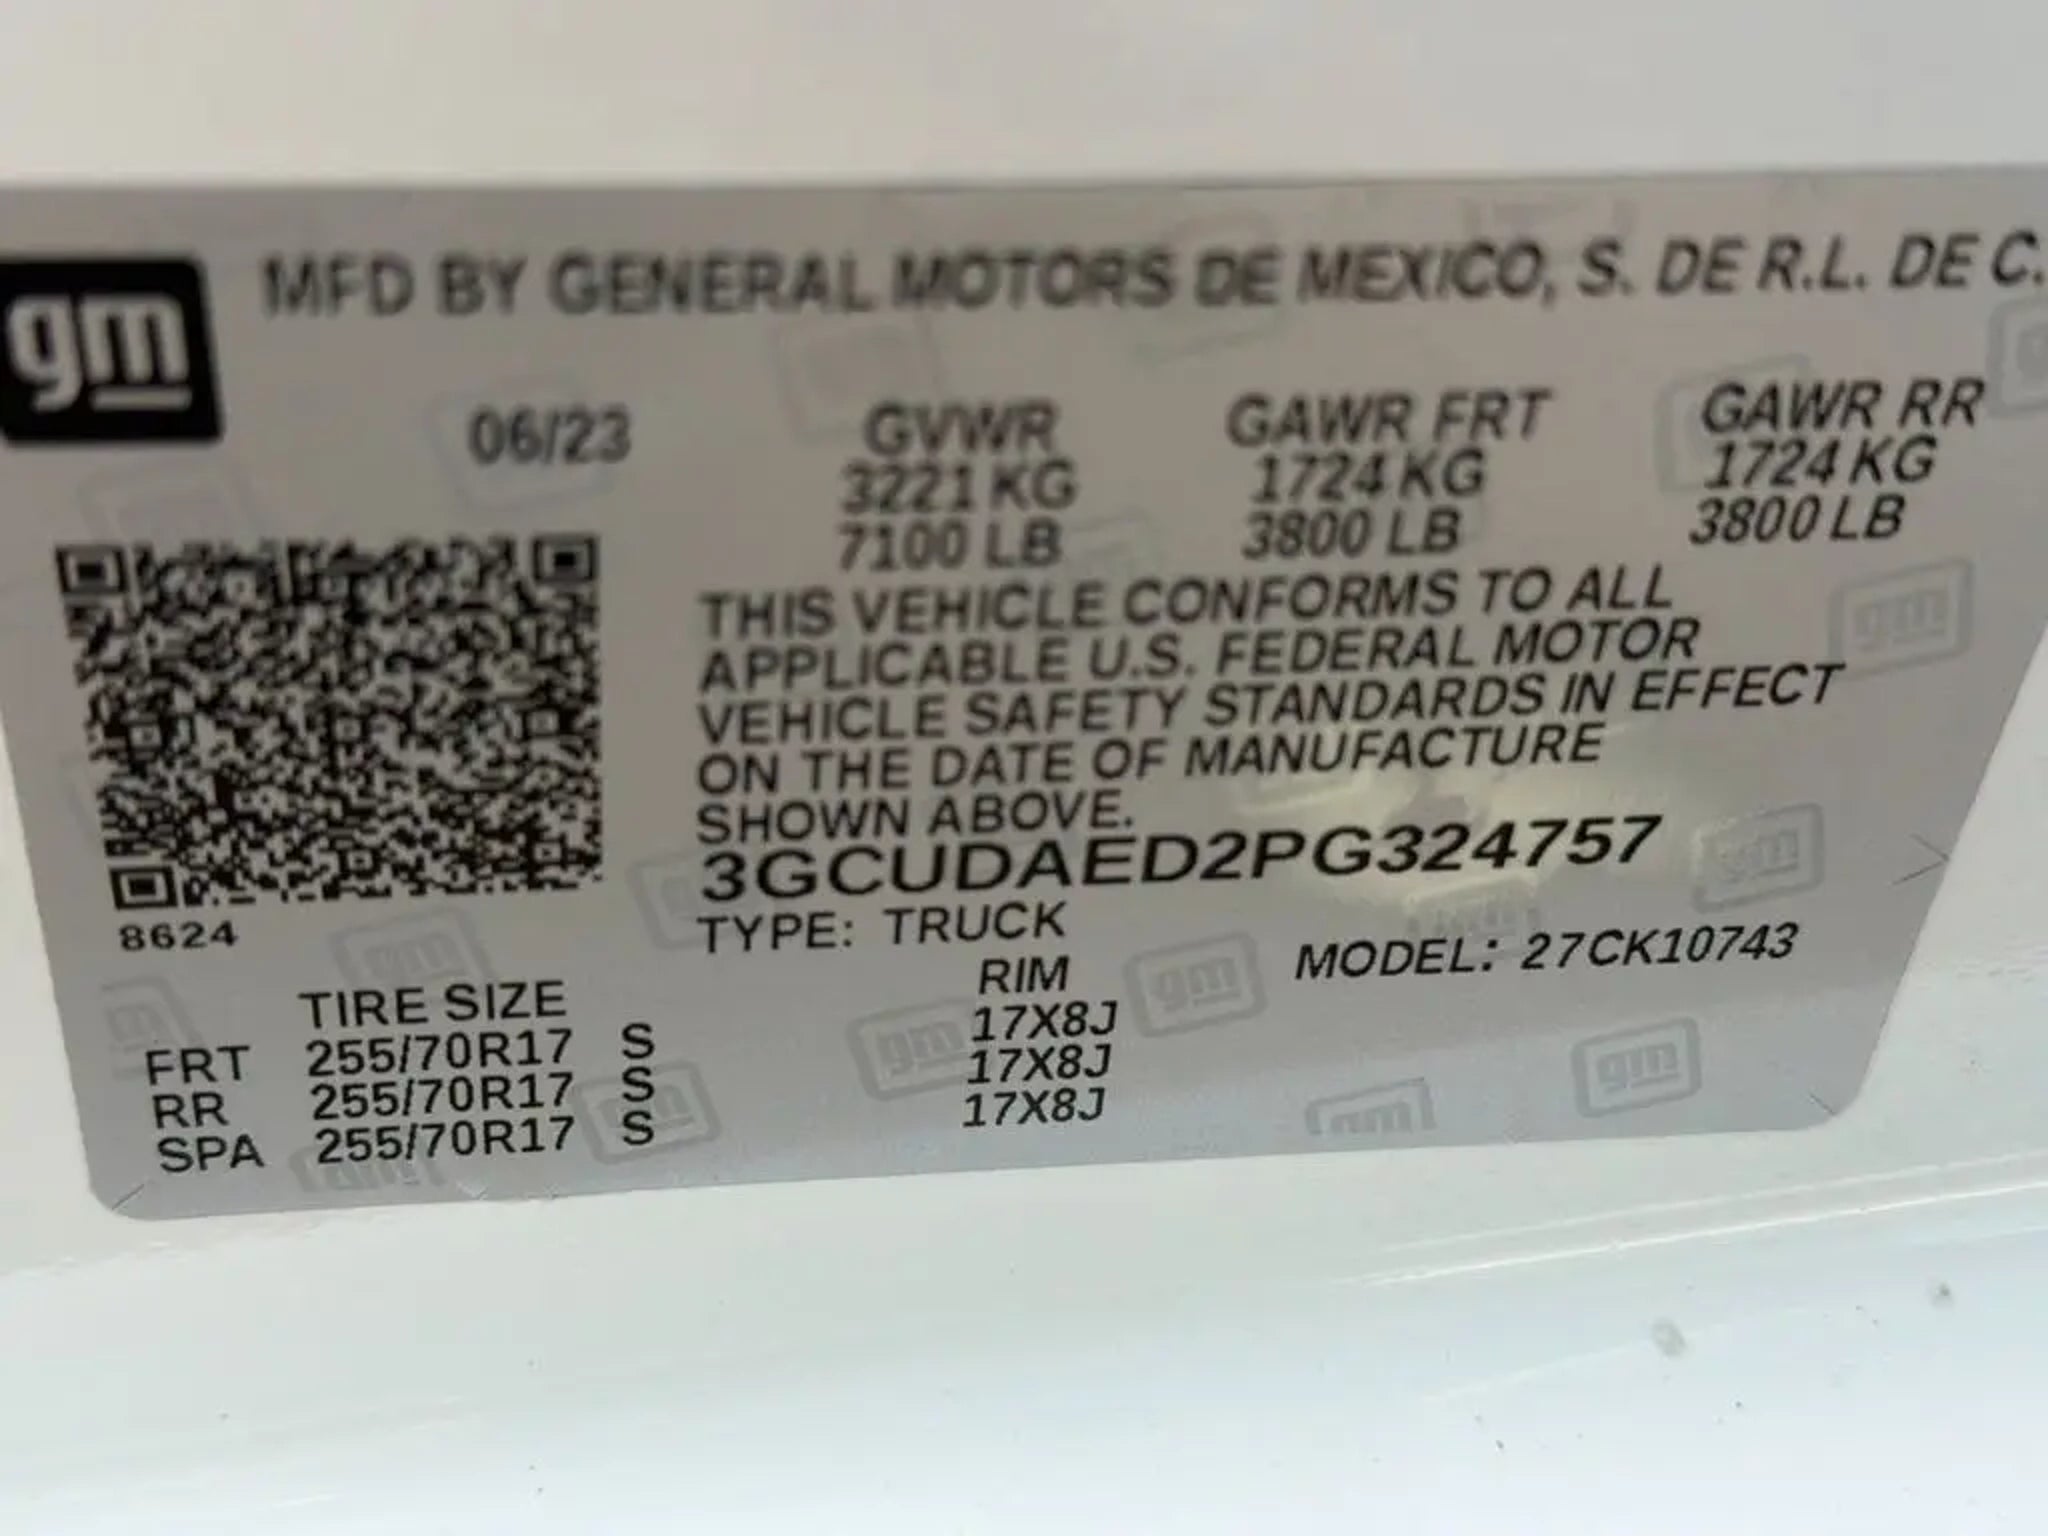 gm
MFD BY GENERAL MOTORS DE MEXICO, S. DE R.L. DE C.
06/23 GVWR GAWR FRT GAWR RR
3221 KG 1724 KG 1724 KG
7100 LB 3800 LB 3800 LB
THIS VEHICLE CONFORMS TO ALL
APPLICABLE U.S. FEDERAL MOTOR
VEHICLE SAFETY STANDARDS IN EFFECT
ON THE DATE OF MANUFACTURE
SHOWN ABOVE.
3GCUDAED2PG324757
8624
TYPE: TRUCK MODEL: 27CK10743
TIRE SIZE RIM
FRT 255/70R17 S 17X8J
RR 255/70R17 S 17X8J
SPA 255/70R17 S 17X8J